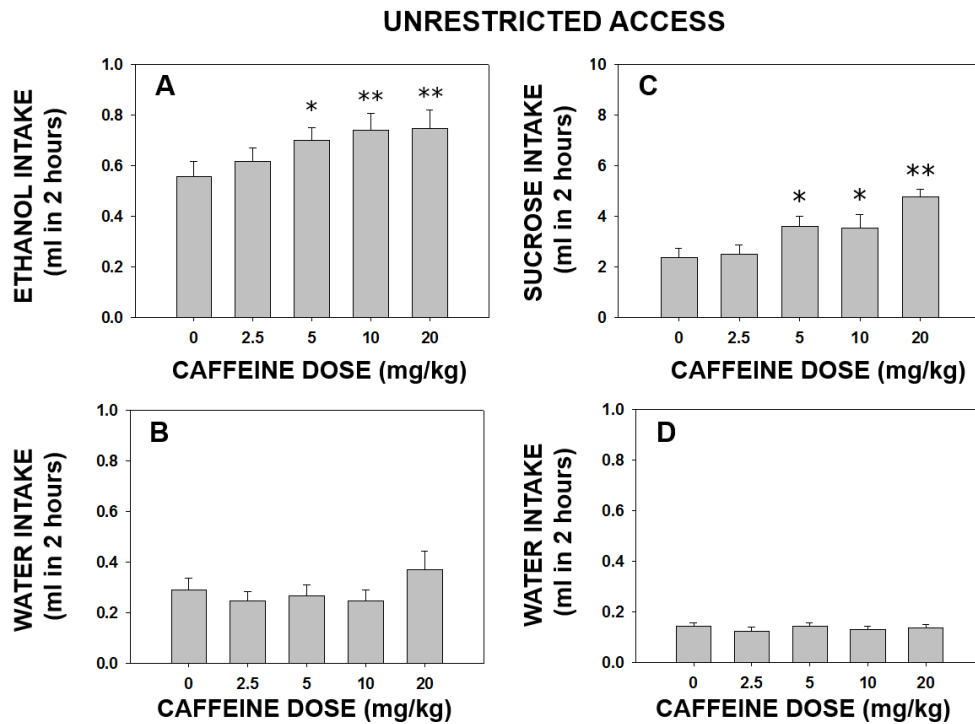 UNRESTRICTED ACCESS
A
ETHANOL INTAKE
(ml in 2 hours)
1.0
0.8
0.6
0.4
0.2
0.0
*
**
**
0 2.5 5 10 20
CAFFEINE DOSE (mg/kg)
C
SUCROSE INTAKE
(ml in 2 hours)
10
8
6
4
2
0
*
*
**
0 2.5 5 10 20
CAFFEINE DOSE (mg/kg)
B
WATER INTAKE
(ml in 2 hours)
1.0
0.8
0.6
0.4
0.2
0.0
0 2.5 5 10 20
CAFFEINE DOSE (mg/kg)
D
WATER INTAKE
(ml in 2 hours)
1.0
0.8
0.6
0.4
0.2
0.0
0 2.5 5 10 20
CAFFEINE DOSE (mg/kg)